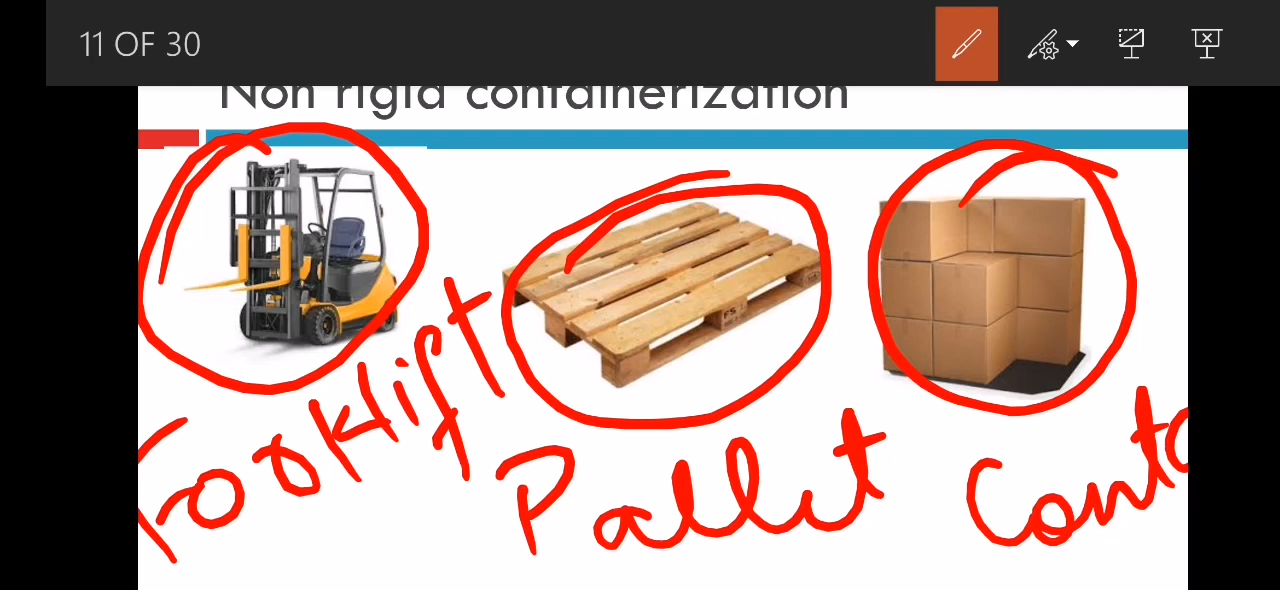 11 OF 30
Non rigid containerization
Forklift
Pallet
Conta